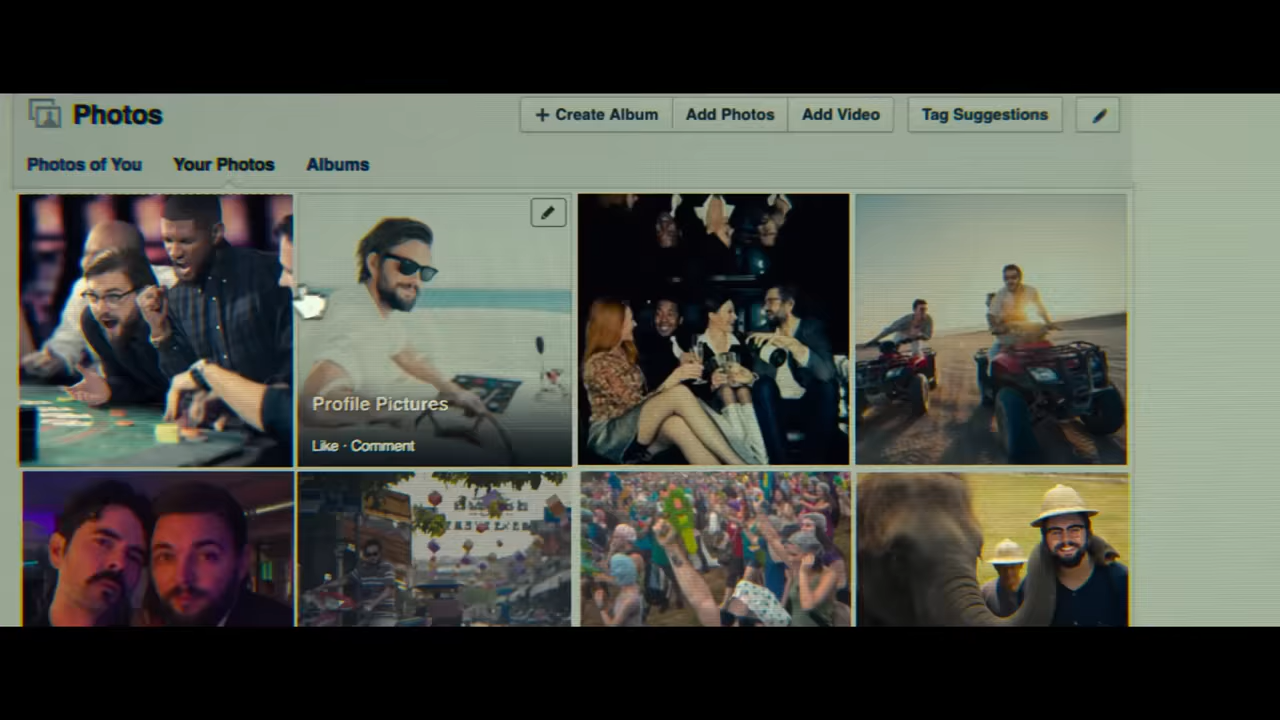 Photos
+ Create Album
Add Photos
Add Video
Tag Suggestions
Photos of You
Your Photos
Albums
Profile Pictures
Like · Comment